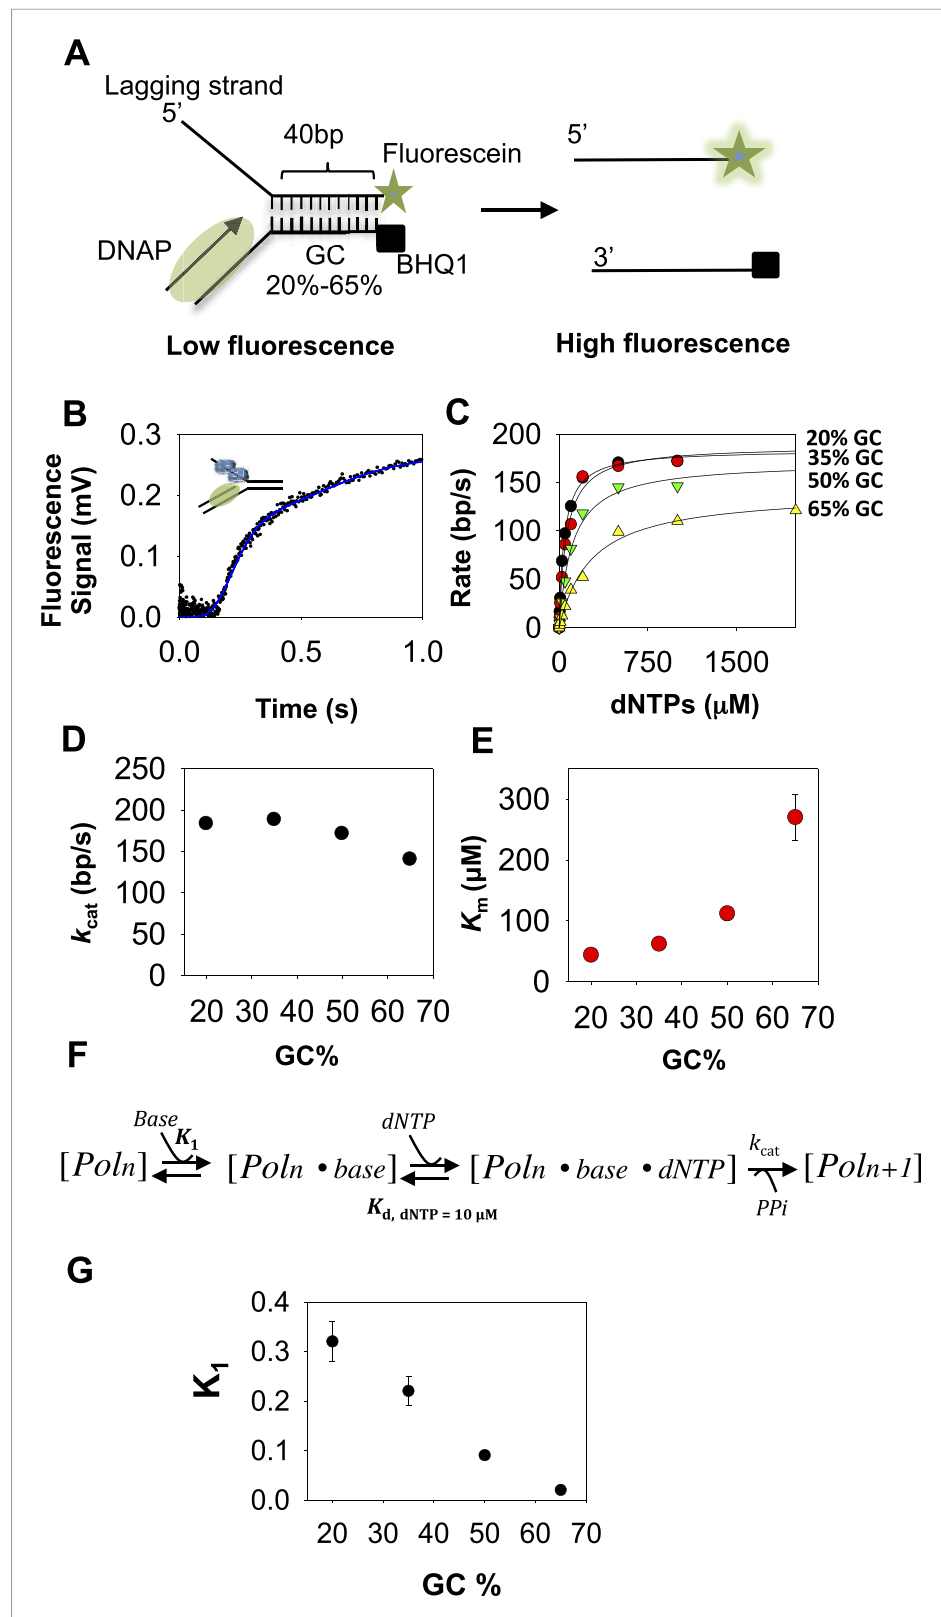 A
Lagging strand
5’
40bp
Fluorescein
DNAP
GC
20%-65%
BHQ1
Low fluorescence
5’
3’
High fluorescence
B
Fluorescence
Signal (mV)
0.3
0.2
0.1
0.0
0.0 0.5 1.0
Time (s)
C
Rate (bp/s)
200
150
100
50
0
0 750 1500
dNTPs (μM)
20% GC
35% GC
50% GC
65% GC
D
kcat (bp/s)
250
200
150
100
50
0
20 30 40 50 60 70
GC%
E
Km (μM)
300
200
100
0
20 30 40 50 60 70
GC%
F
Base
K1
dNTP
kcat
[Poln] [Poln • base] [Poln • base • dNTP] [Poln+1]
Kd, dNTP = 10 μM
PPi
G
K1
0.4
0.3
0.2
0.1
0.0
20 30 40 50 60 70
GC %